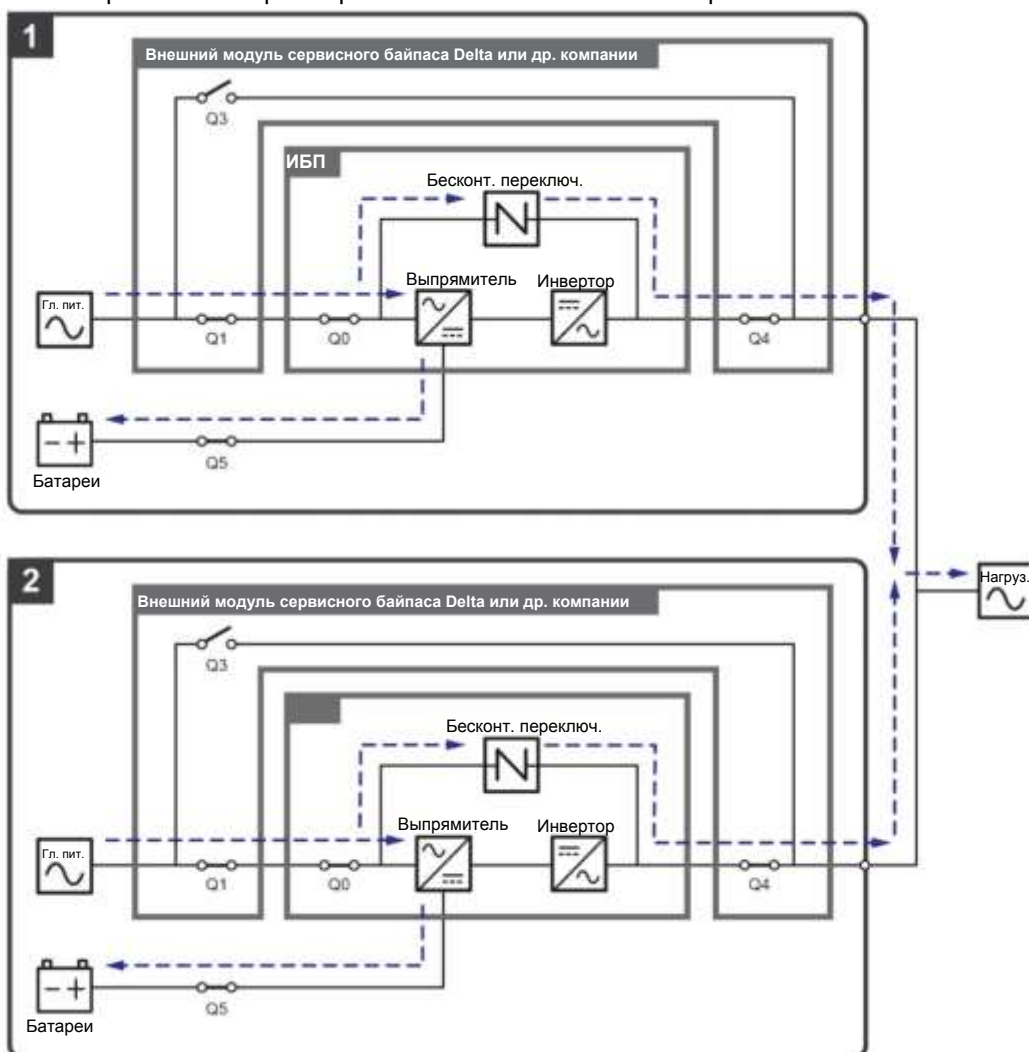 1
Внешний модуль сервисного байпаса Delta или др. компании
Q3
ИБП
Бесконт. переключ.
Выпрямитель
Инвертор
Гл. пит.
Q1
Q0
Q4
Q5
Батареи
2
Внешний модуль сервисного байпаса Delta или др. компании
Q3
Бесконт. переключ.
Выпрямитель
Инвертор
Гл. пит.
Q1
Q0
Q4
Q5
Батареи
Нагруз.